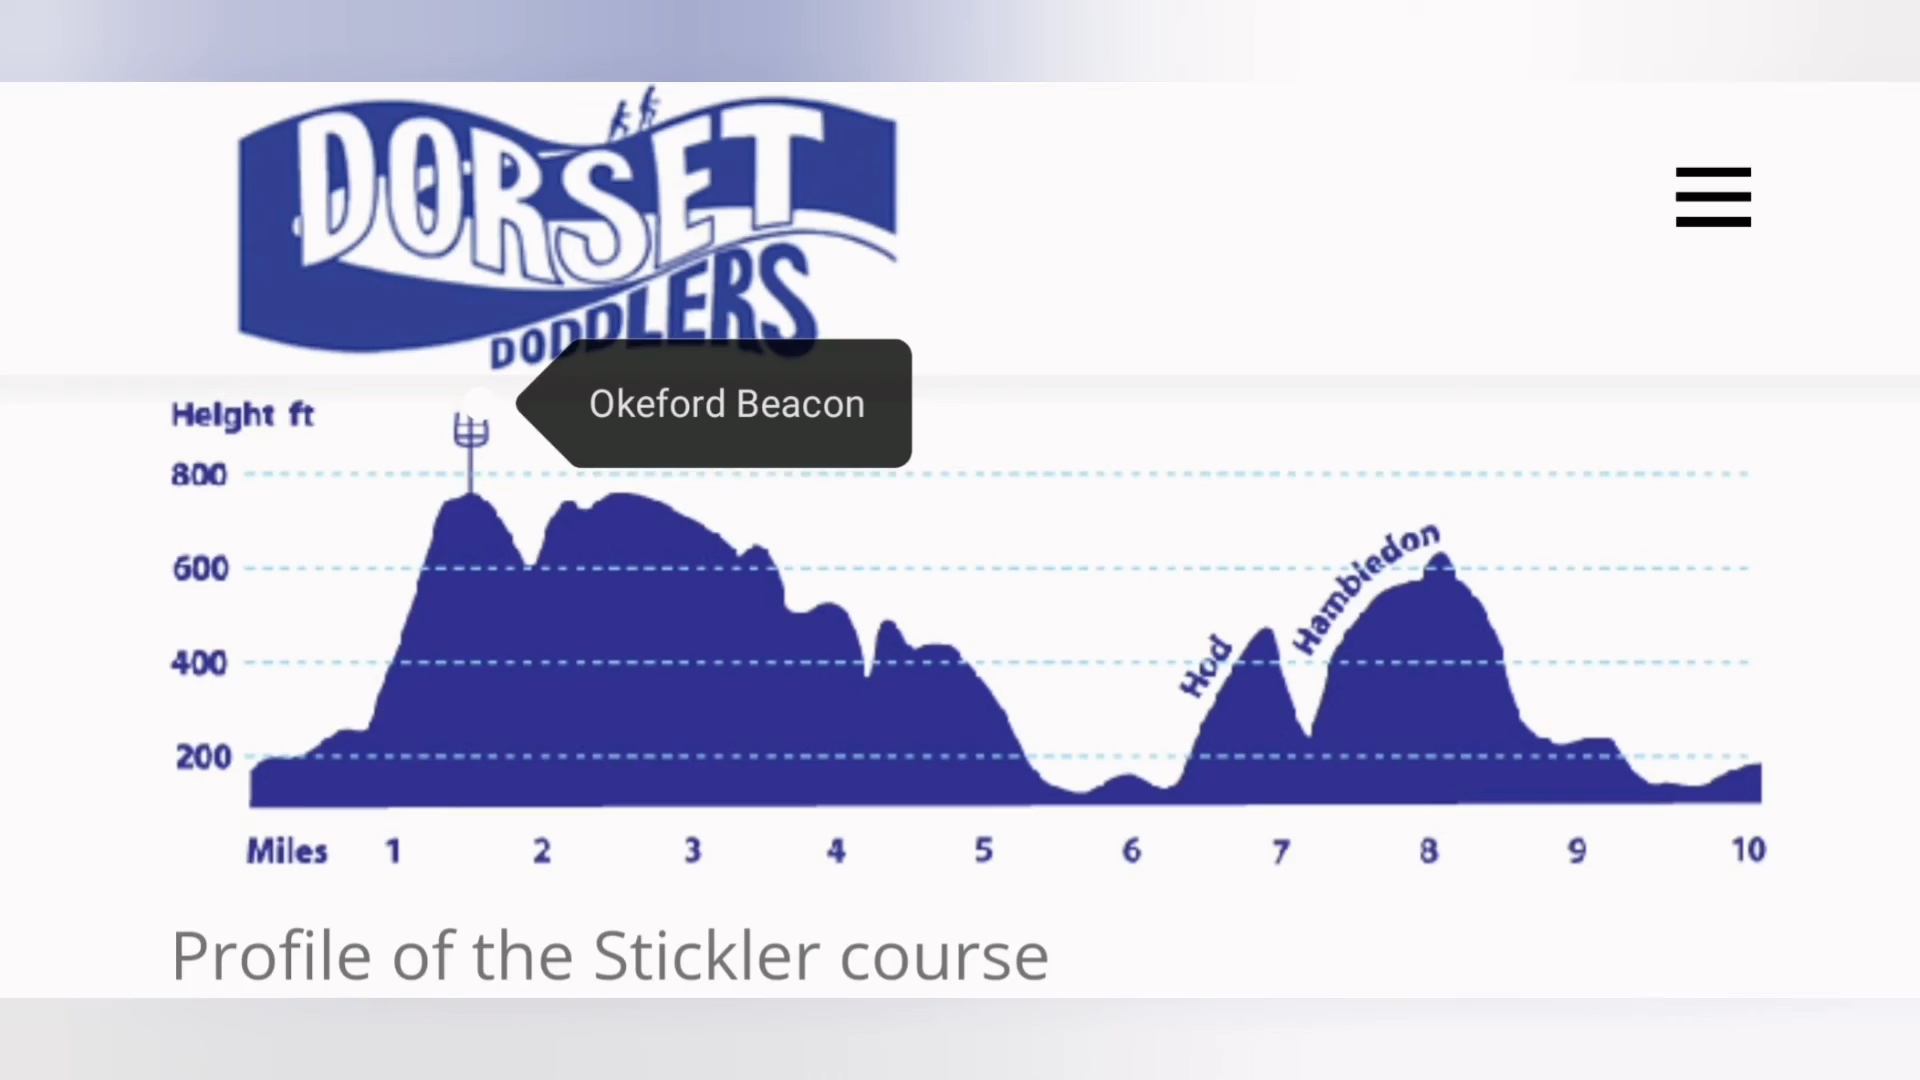 DORSET
DODDLERS
Okeford Beacon
Height ft
800
600
400
200
Hod
Hambledon
Miles 1 2 3 4 5 6 7 8 9 10
Profile of the Stickler course